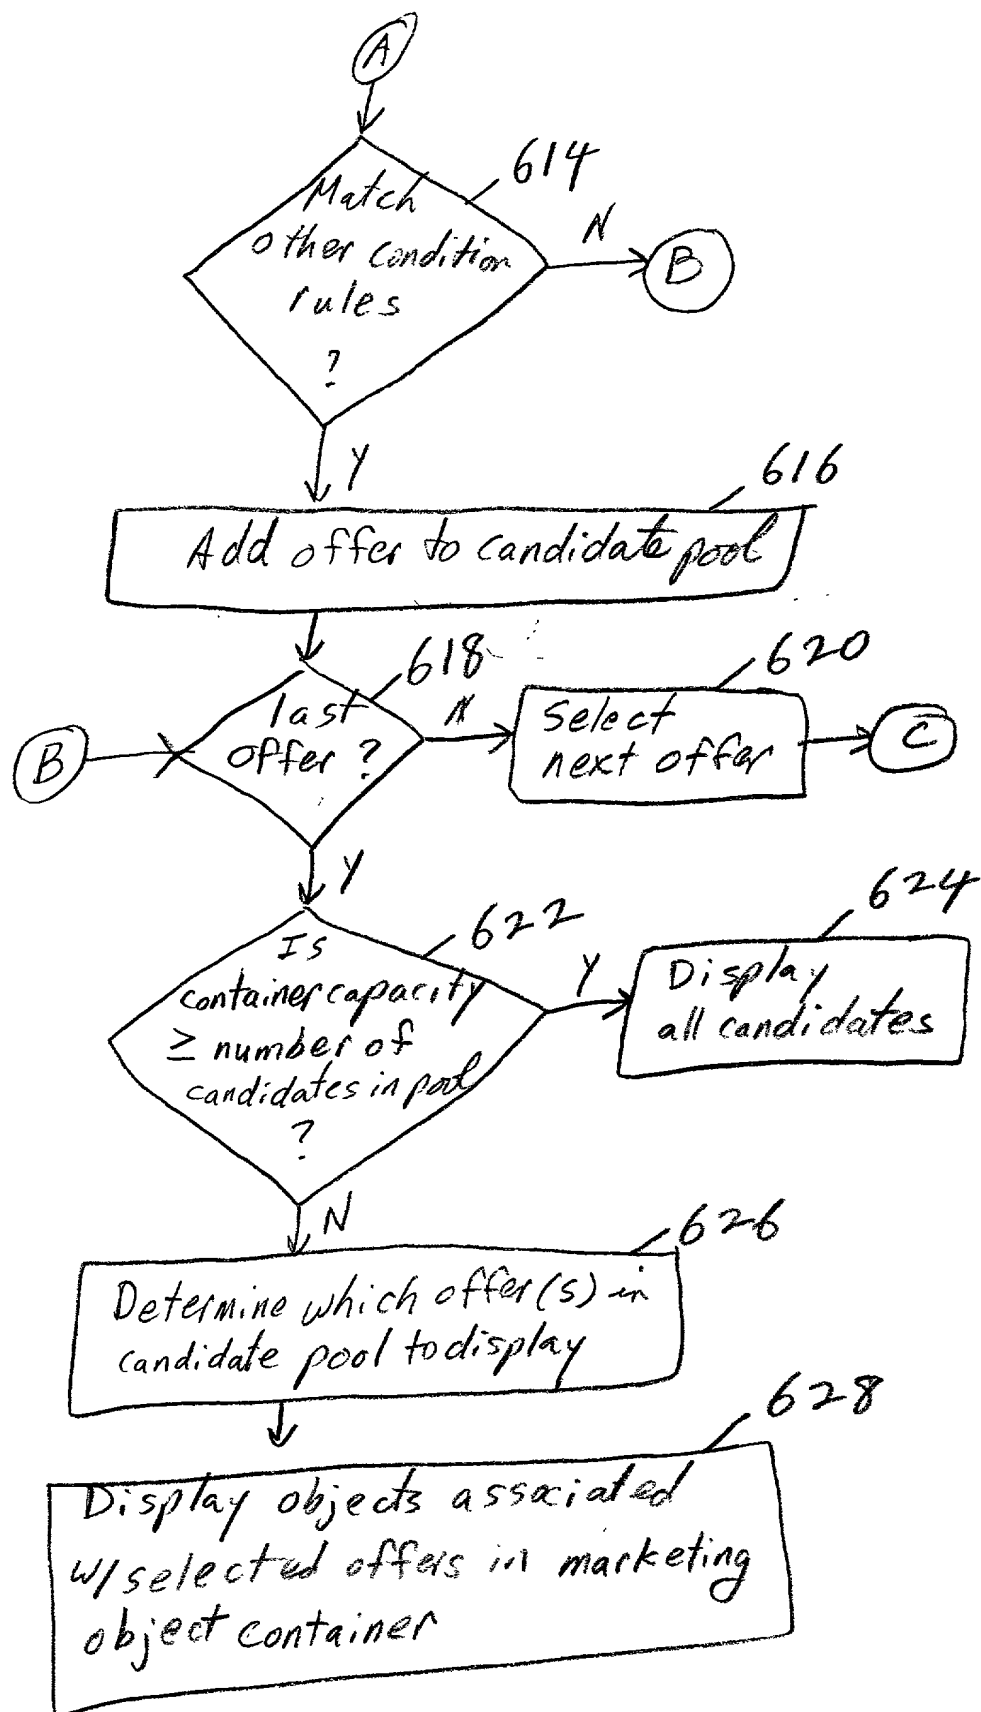 A
614
Match
other condition
rules
?
N
B
Y
616
Add offer to candidate pool
618
last
offer ?
B
N
620
Select
next offer
C
Y
622
Is
container capacity
≥ number of
candidates in pool
?
Y
624
Display
all candidates
N
626
Determine which offer(s) in
candidate pool to display
628
Display objects associated
w/ selected offers in marketing
object container